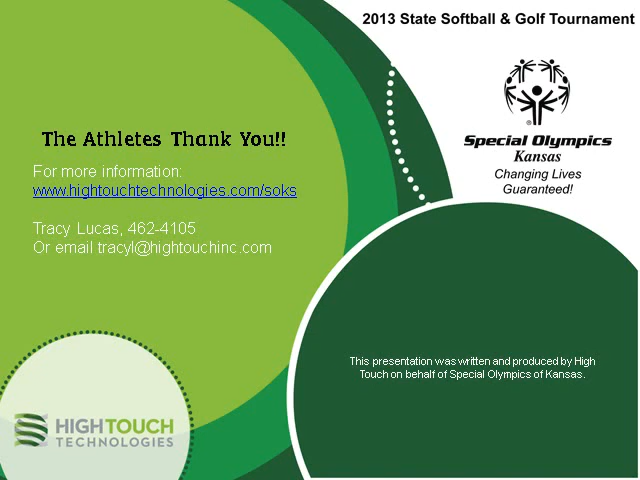 2013 State Softball & Golf Tournament
Special Olympics
Kansas
Changing Lives
Guaranteed!
The Athletes Thank You!!
For more information:
www.hightouchtechnologies.com/soks
Tracy Lucas, 462-4105
Or email tracyl@hightouchinc.com
This presentation was written and produced by High
Touch on behalf of Special Olympics of Kansas.
HIGHTOUCH
TECHNOLOGIES